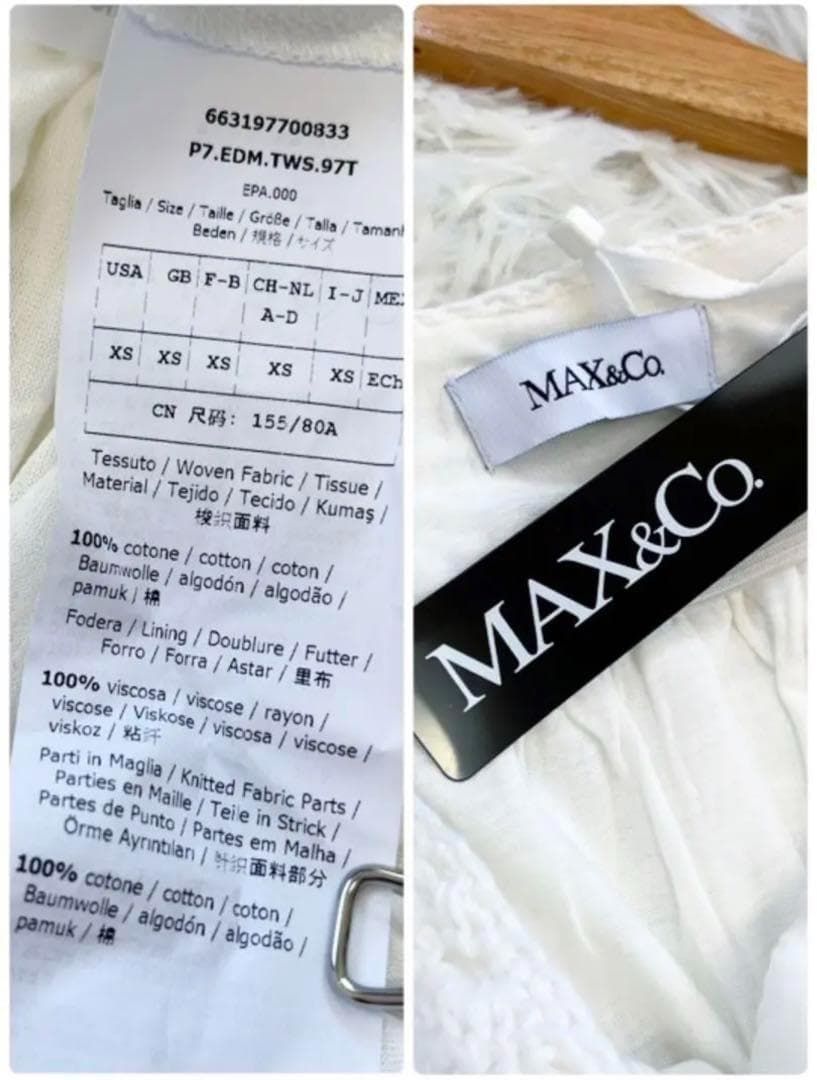 663197700833
P7.EDM.TWS.97T
EPA.000
Taglia / Size / Taille / Größe / Talla / Tamanh
Beden / 規格 / サイズ
USA GB F-B CH-NL I-J ME
A-D
XS XS XS XS XS ECh
CN 尺码: 155/80A
Tessuto / Woven Fabric / Tissue /
Material / Tejido / Tecido / Kumaş /
梭织面料
100% cotone / cotton / coton /
Baumwolle / algodón / algodão /
pamuk / 棉
Fodera / Lining / Doublure / Futter /
Forro / Forra / Astar / 里布
100% viscosa / viscose / rayon /
viscose / Viskose / viscosa / viscose /
viskoz / 粘纤
Parti in Maglia / Knitted Fabric Parts /
Parties en Maille / Teile in Strick /
Partes de Punto / Partes em Malha /
Örme Ayrıntıları / 针织面料部分
100% cotone / cotton / coton /
Baumwolle / algodón / algodão /
pamuk / 棉
MAX&Co.
MAX&Co.